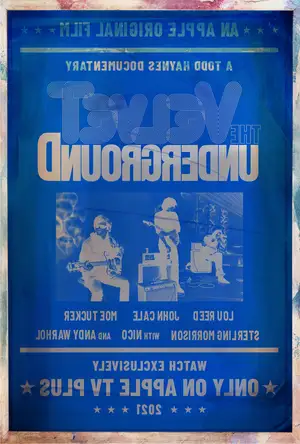 AN APPLE ORIGINAL FILM
A TODD HAYNES DOCUMENTARY
THE VELVET
UNDERGROUND
LOU REED JOHN CALE MOE TUCKER
STERLING MORRISON WITH NICO AND ANDY WARHOL
WATCH EXCLUSIVELY
★ ONLY ON APPLE TV PLUS ★
★ ★ ★ 2021 ★ ★ ★